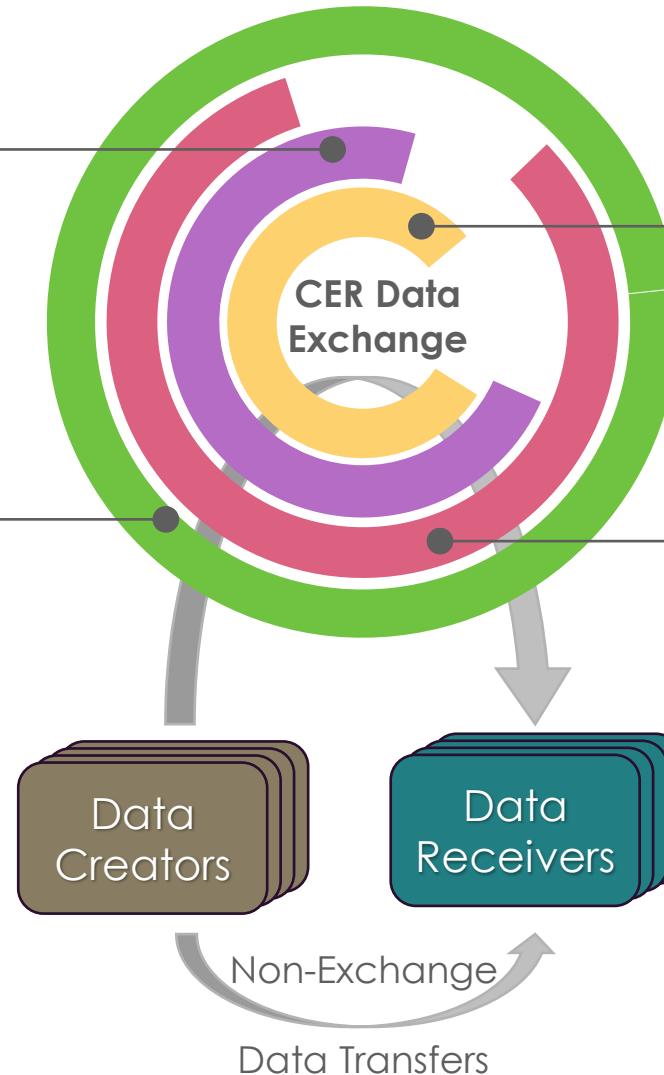 CER Data
Exchange
Data
Creators
Data
Receivers
Non-Exchange
Data Transfers